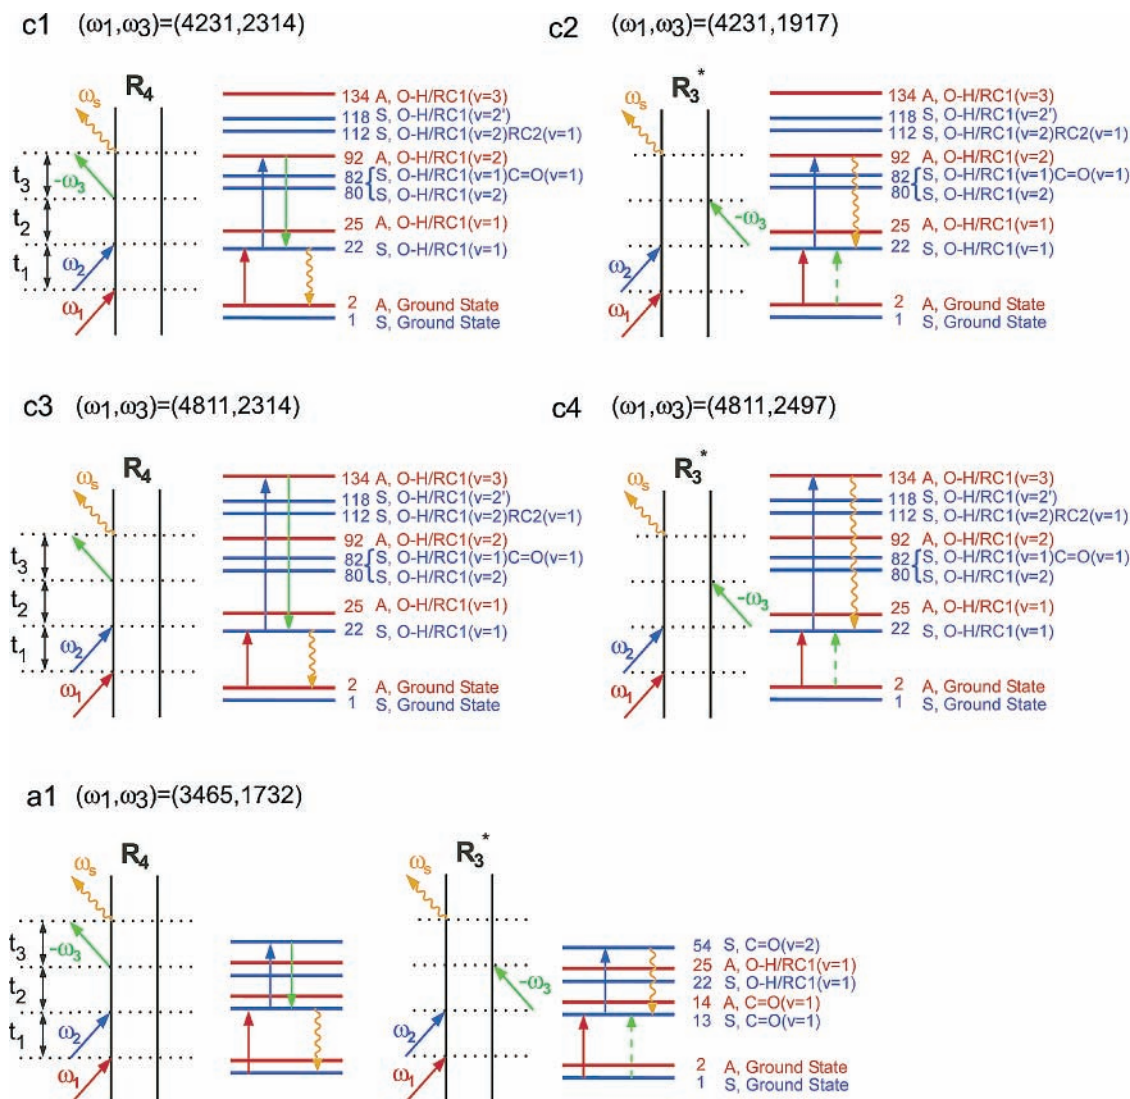 c1 (ω₁,ω₃)=(4231,2314)
R₄
ωₛ
-ω₃
ω₂
ω₁
t₃
t₂
t₁
134 A, O-H/RC1(v=3)
118 S, O-H/RC1(v=2')
112 S, O-H/RC1(v=2)RC2(v=1)
92 A, O-H/RC1(v=2)
82 S, O-H/RC1(v=1)C=O(v=1)
80 S, O-H/RC1(v=2)
25 A, O-H/RC1(v=1)
22 S, O-H/RC1(v=1)
2 A, Ground State
1 S, Ground State
c2 (ω₁,ω₃)=(4231,1917)
R₃*
ωₛ
-ω₃
ω₂
ω₁
134 A, O-H/RC1(v=3)
118 S, O-H/RC1(v=2')
112 S, O-H/RC1(v=2)RC2(v=1)
92 A, O-H/RC1(v=2)
82 S, O-H/RC1(v=1)C=O(v=1)
80 S, O-H/RC1(v=2)
25 A, O-H/RC1(v=1)
22 S, O-H/RC1(v=1)
2 A, Ground State
1 S, Ground State
c3 (ω₁,ω₃)=(4811,2314)
R₄
ωₛ
ω₂
ω₁
t₃
t₂
t₁
134 A, O-H/RC1(v=3)
118 S, O-H/RC1(v=2')
112 S, O-H/RC1(v=2)RC2(v=1)
92 A, O-H/RC1(v=2)
82 S, O-H/RC1(v=1)C=O(v=1)
80 S, O-H/RC1(v=2)
25 A, O-H/RC1(v=1)
22 S, O-H/RC1(v=1)
2 A, Ground State
1 S, Ground State
c4 (ω₁,ω₃)=(4811,2497)
R₃*
ωₛ
-ω₃
ω₂
ω₁
134 A, O-H/RC1(v=3)
118 S, O-H/RC1(v=2')
112 S, O-H/RC1(v=2)RC2(v=1)
92 A, O-H/RC1(v=2)
82 S, O-H/RC1(v=1)C=O(v=1)
80 S, O-H/RC1(v=2)
25 A, O-H/RC1(v=1)
22 S, O-H/RC1(v=1)
2 A, Ground State
1 S, Ground State
a1 (ω₁,ω₃)=(3465,1732)
R₄
ωₛ
-ω₃
ω₂
ω₁
t₃
t₂
t₁
R₃*
ωₛ
-ω₃
ω₂
ω₁
54 S, C=O(v=2)
25 A, O-H/RC1(v=1)
22 S, O-H/RC1(v=1)
14 A, C=O(v=1)
13 S, C=O(v=1)
2 A, Ground State
1 S, Ground State